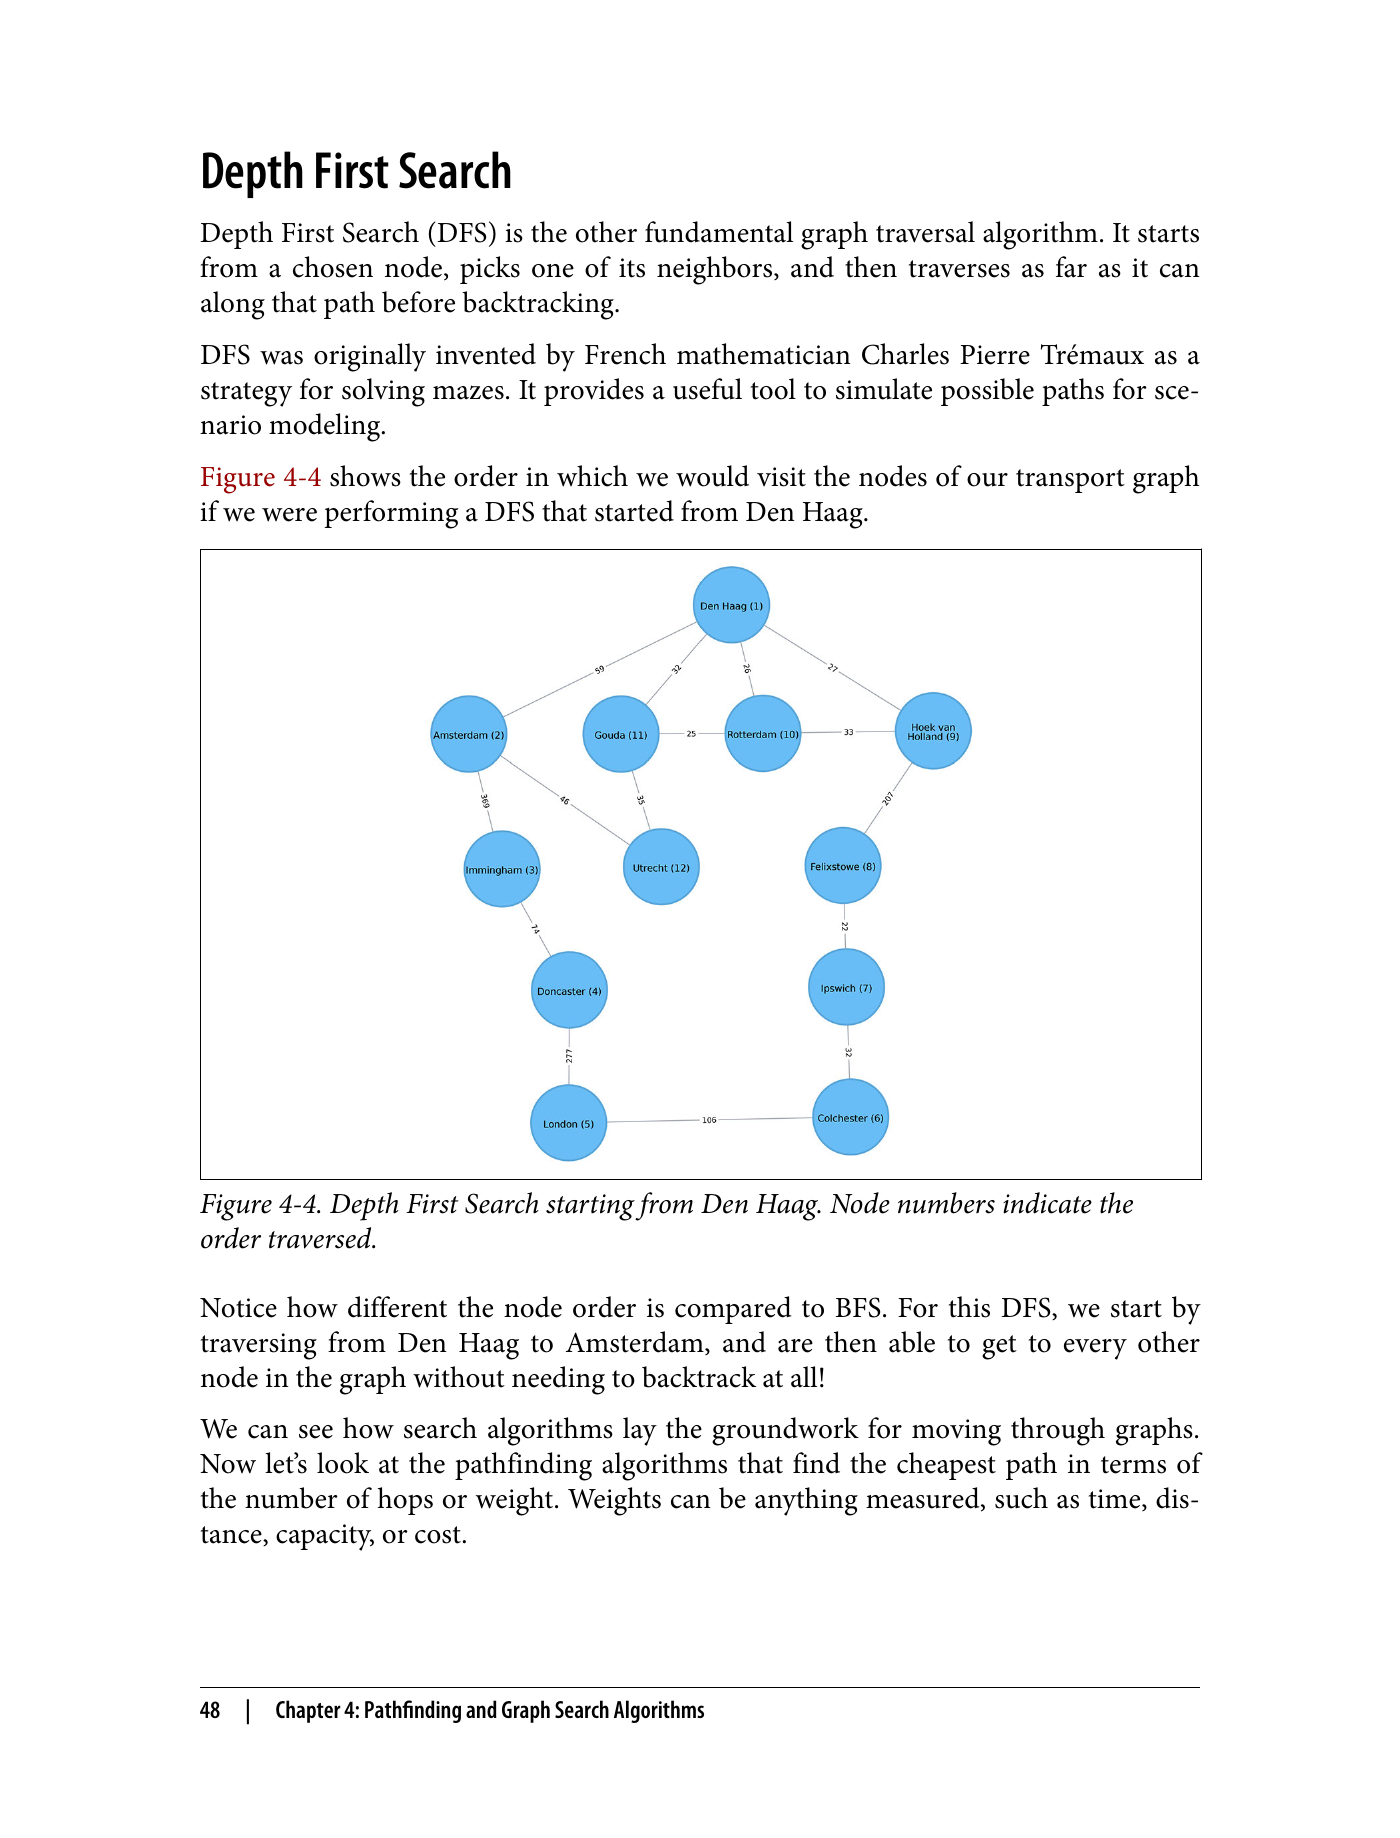 Depth First Search
Depth First Search (DFS) is the other fundamental graph traversal algorithm. It starts
from a chosen node, picks one of its neighbors, and then traverses as far as it can
along that path before backtracking.
DFS was originally invented by French mathematician Charles Pierre Trémaux as a
strategy for solving mazes. It provides a useful tool to simulate possible paths for sce-
nario modeling.
Figure 4-4 shows the order in which we would visit the nodes of our transport graph
if we were performing a DFS that started from Den Haag.
Den Haag (1)
59
32
26
27
Amsterdam (2)
Gouda (11)
25
Rotterdam (10)
33
Hoek van
Holland (9)
369
46
35
207
Immingham (3)
Utrecht (12)
Felixstowe (8)
74
22
Doncaster (4)
Ipswich (7)
277
32
London (5)
106
Colchester (6)
Figure 4-4. Depth First Search starting from Den Haag. Node numbers indicate the
order traversed.
Notice how different the node order is compared to BFS. For this DFS, we start by
traversing from Den Haag to Amsterdam, and are then able to get to every other
node in the graph without needing to backtrack at all!
We can see how search algorithms lay the groundwork for moving through graphs.
Now let’s look at the pathfinding algorithms that find the cheapest path in terms of
the number of hops or weight. Weights can be anything measured, such as time, dis-
tance, capacity, or cost.
48 | Chapter 4: Pathfinding and Graph Search Algorithms